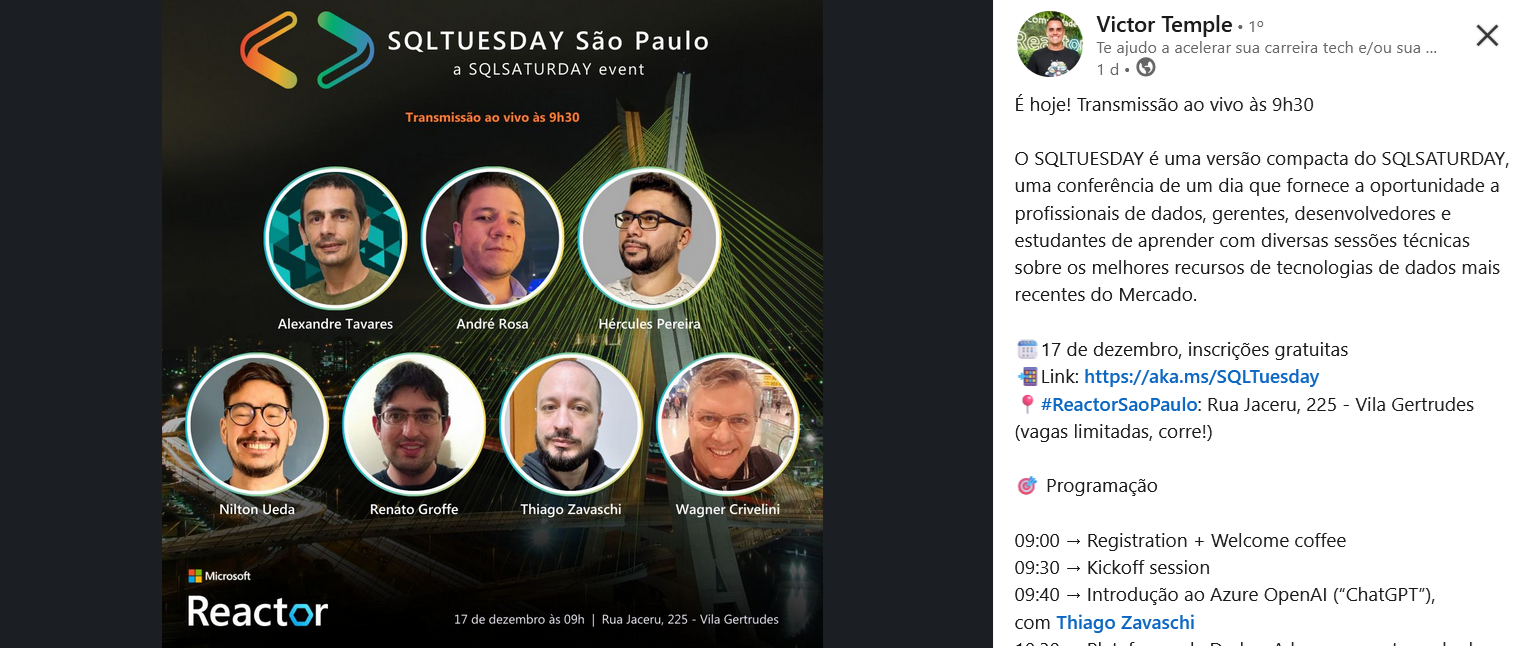 SQLTUESDAY São Paulo
a SQLSATURDAY event
Transmissão ao vivo às 9h30
Alexandre Tavares
André Rosa
Hércules Pereira
Nilton Ueda
Renato Groffe
Thiago Zavaschi
Wagner Crivelini
Microsoft
Reactor
17 de dezembro às 09h | Rua Jaceru, 225 - Vila Gertrudes
Victor Temple • 1º
Te ajudo a acelerar sua carreira tech e/ou sua ...
1 d •
É hoje! Transmissão ao vivo às 9h30
O SQLTUESDAY é uma versão compacta do SQLSATURDAY,
uma conferência de um dia que fornece a oportunidade a
profissionais de dados, gerentes, desenvolvedores e
estudantes de aprender com diversas sessões técnicas
sobre os melhores recursos de tecnologias de dados mais
recentes do Mercado.
17 de dezembro, inscrições gratuitas
Link: https://aka.ms/SQLTuesday
#ReactorSaoPaulo: Rua Jaceru, 225 - Vila Gertrudes
(vagas limitadas, corre!)
Programação
09:00 → Registration + Welcome coffee
09:30 → Kickoff session
09:40 → Introdução ao Azure OpenAI (“ChatGPT”),
com Thiago Zavaschi